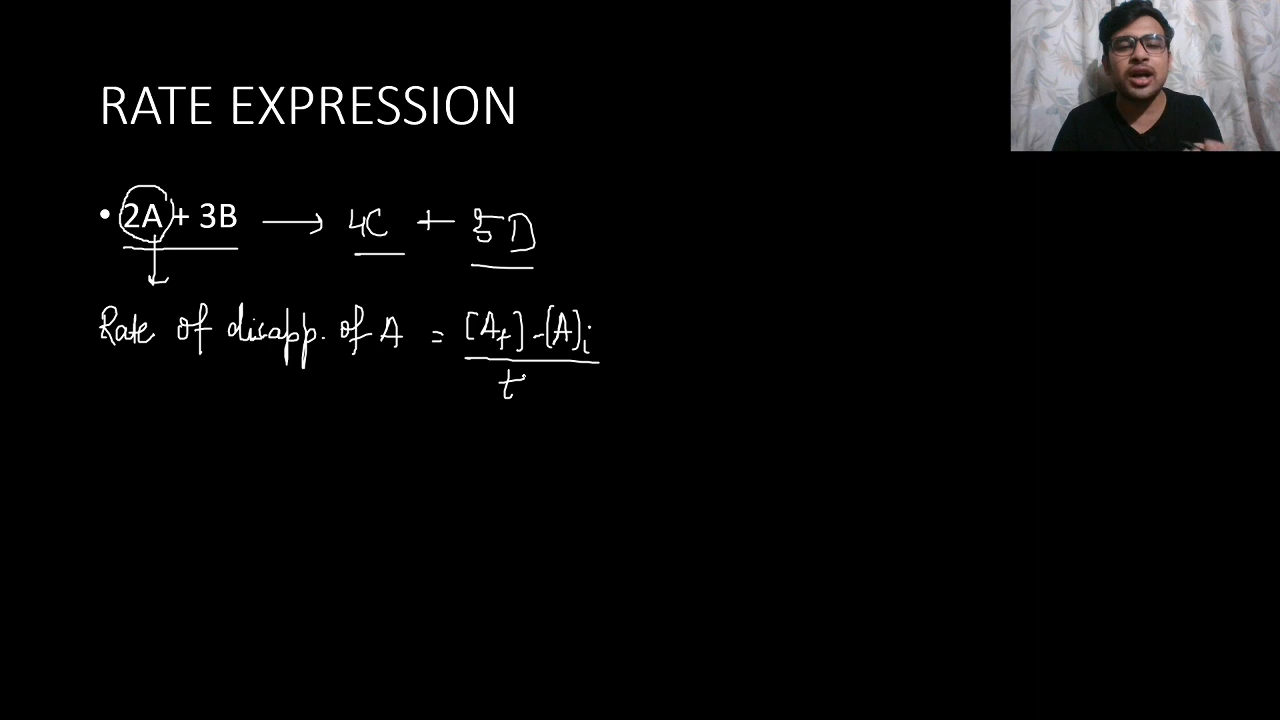 RATE EXPRESSION
• 2A + 3B ⟶ 4C + 5D
Rate of disapp. of A = [A_f] - [A]_i
t